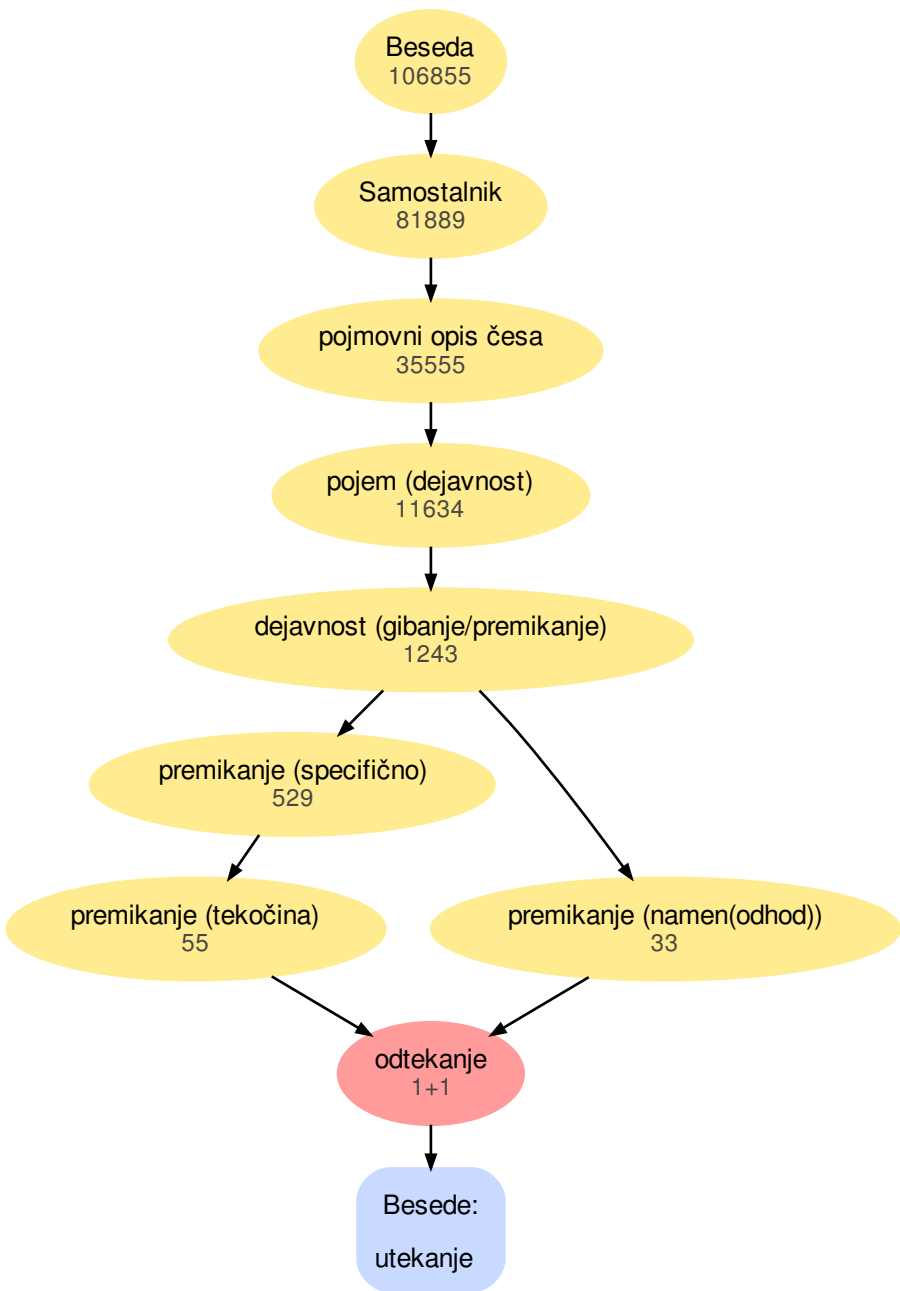 Beseda
106855
Samostalnik
81889
pojmovni opis česa
35555
pojem (dejavnost)
11634
dejavnost (gibanje/premikanje)
1243
premikanje (specifično)
529
premikanje (tekočina)
55
premikanje (namen(odhod))
33
odtekanje
1+1
Besede:
utekanje